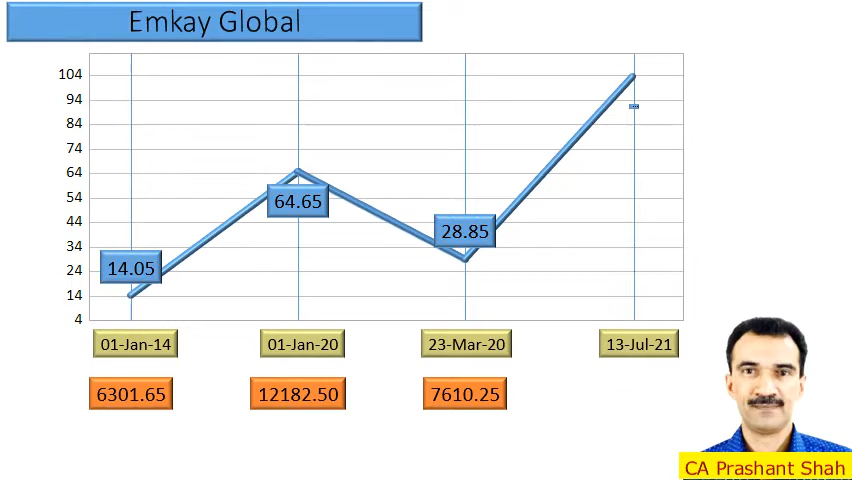 Emkay Global
104
94
84
74
64
54
44
34
24
14
4
14.05
64.65
28.85
01-Jan-14
01-Jan-20
23-Mar-20
13-Jul-21
6301.65
12182.50
7610.25
CA Prashant Shah